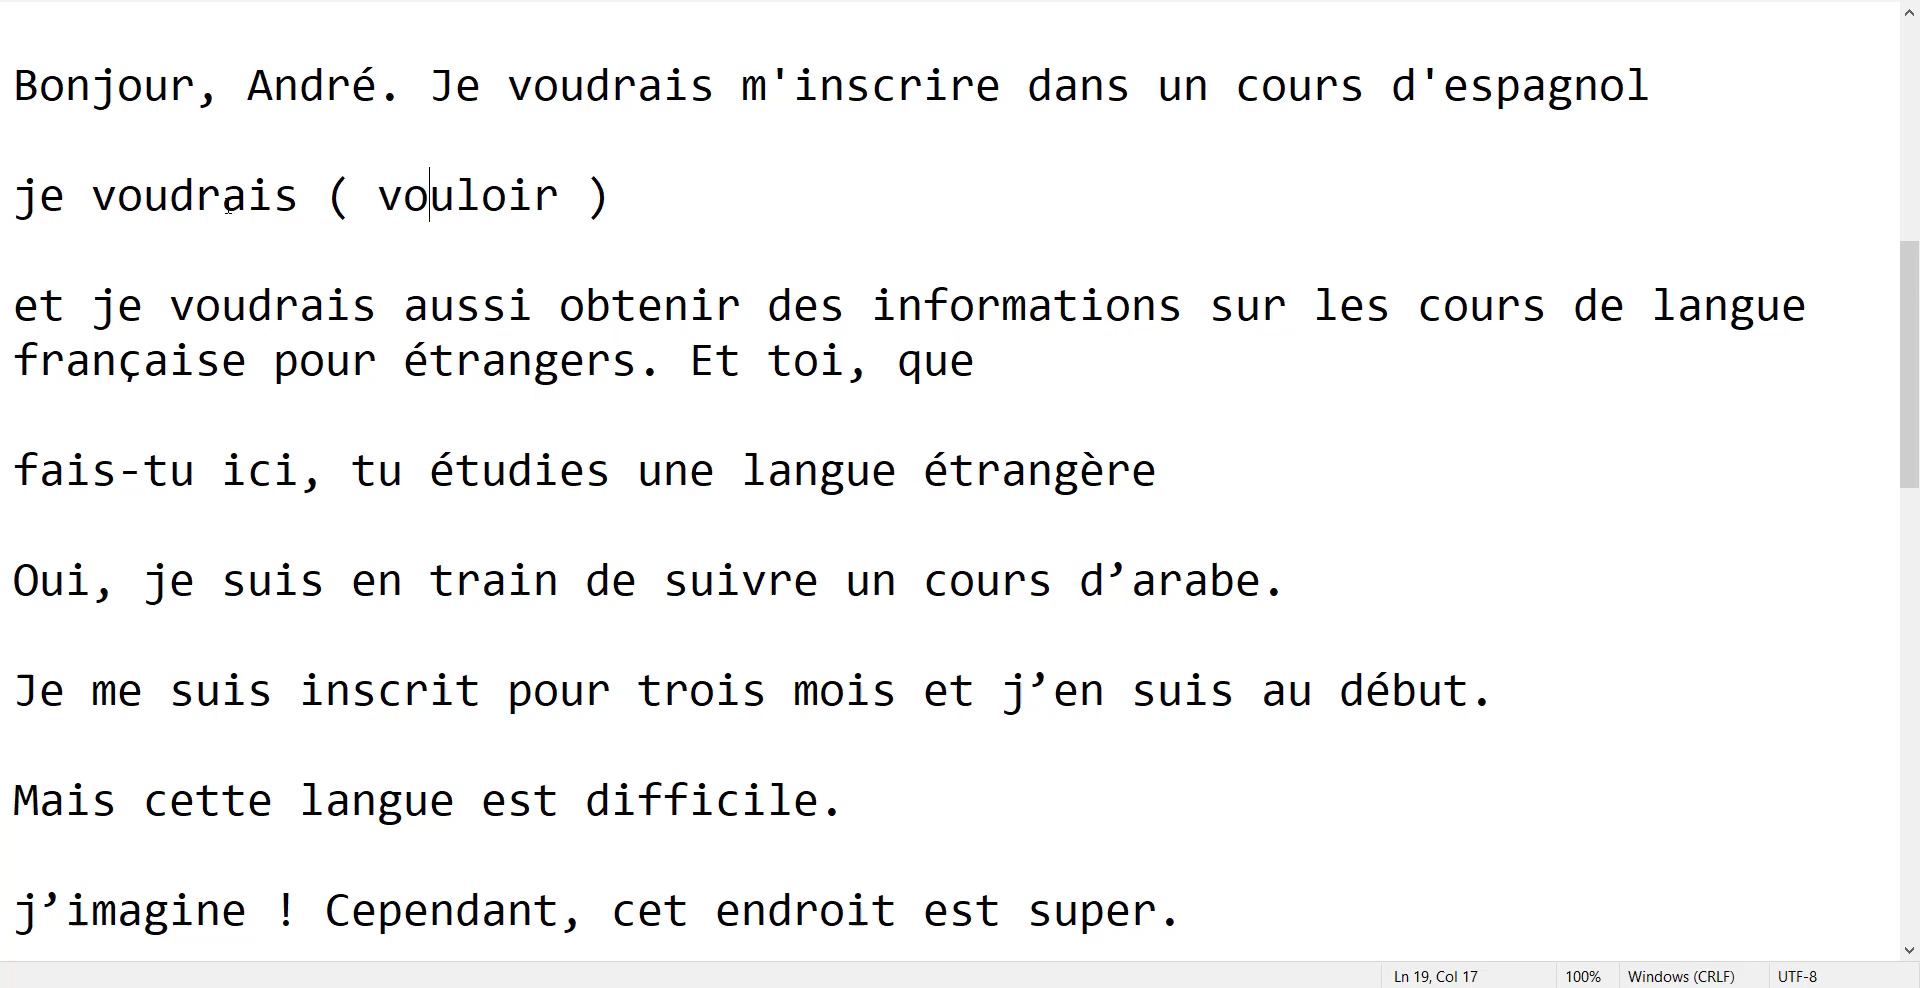 Bonjour, André. Je voudrais m'inscrire dans un cours d'espagnol
je voudrais ( vouloir )
et je voudrais aussi obtenir des informations sur les cours de langue
française pour étrangers. Et toi, que
fais-tu ici, tu étudies une langue étrangère
Oui, je suis en train de suivre un cours d’arabe.
Je me suis inscrit pour trois mois et j’en suis au début.
Mais cette langue est difficile.
j’imagine ! Cependant, cet endroit est super.
Ln 19, Col 17 100% Windows (CRLF) UTF-8